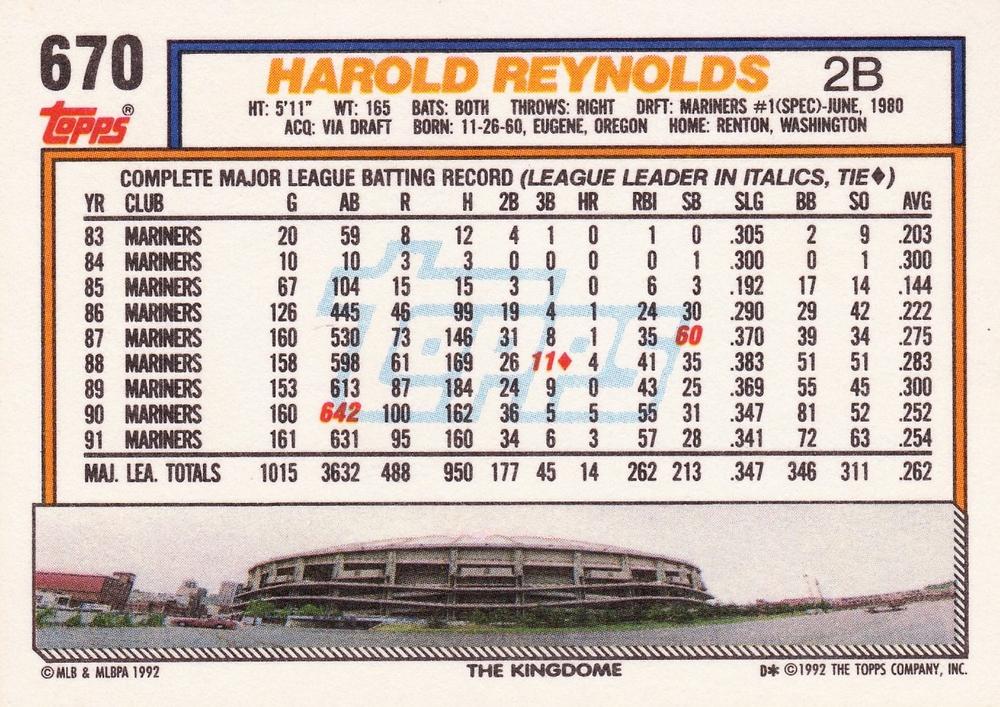 670
HAROLD REYNOLDS 2B
topps®
HT: 5'11" WT: 165 BATS: BOTH THROWS: RIGHT DRFT: MARINERS #1(SPEC)-JUNE, 1980
ACQ: VIA DRAFT BORN: 11-26-60, EUGENE, OREGON HOME: RENTON, WASHINGTON
COMPLETE MAJOR LEAGUE BATTING RECORD (LEAGUE LEADER IN ITALICS, TIE♦)
YR CLUB G AB R H 2B 3B HR RBI SB SLG BB SO AVG
83 MARINERS 20 59 8 12 4 1 0 1 0 .305 2 9 .203
84 MARINERS 10 10 3 3 0 0 0 0 1 .300 0 1 .300
85 MARINERS 67 104 15 15 3 1 0 6 3 .192 17 14 .144
86 MARINERS 126 445 46 99 19 4 1 24 30 .290 29 42 .222
87 MARINERS 160 530 73 146 31 8 1 35 60 .370 39 34 .275
88 MARINERS 158 598 61 169 26 11♦ 4 41 35 .383 51 51 .283
89 MARINERS 153 613 87 184 24 9 0 43 25 .369 55 45 .300
90 MARINERS 160 642 100 162 36 5 5 55 31 .347 81 52 .252
91 MARINERS 161 631 95 160 34 6 3 57 28 .341 72 63 .254
MAJ. LEA. TOTALS 1015 3632 488 950 177 45 14 262 213 .347 346 311 .262
topps
© MLB & MLBPA 1992 THE KINGDOME D* © 1992 THE TOPPS COMPANY, INC.